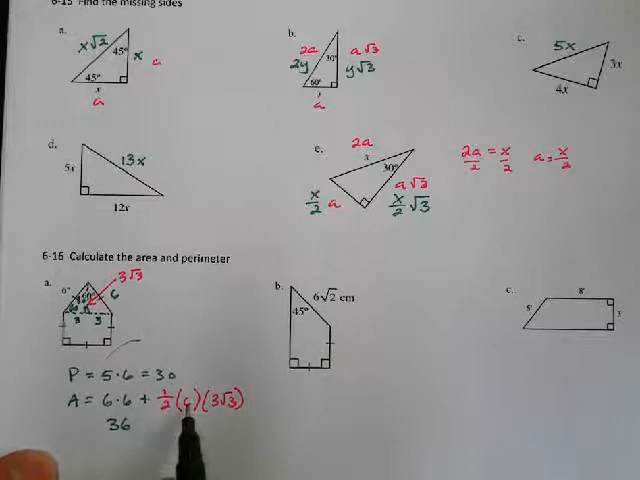 6-15 Find the missing sides
a.
x√2
45°
x
a
45°
x
a
b.
2a
a√3
2y
30°
y√3
60°
y
a
c.
5x
3x
4x
d.
5x
13x
12x
e.
2a
x
30°
x/2 a
a√3
x/2 √3
2a/2 = x/2 a = x/2
6-16 Calculate the area and perimeter
a.
3√3
6"
6
3 3
P = 5·6 = 30
A = 6·6 + 1/2 (6)(3√3)
36
b.
6√2 cm
45°
c.
8'
5'
3'